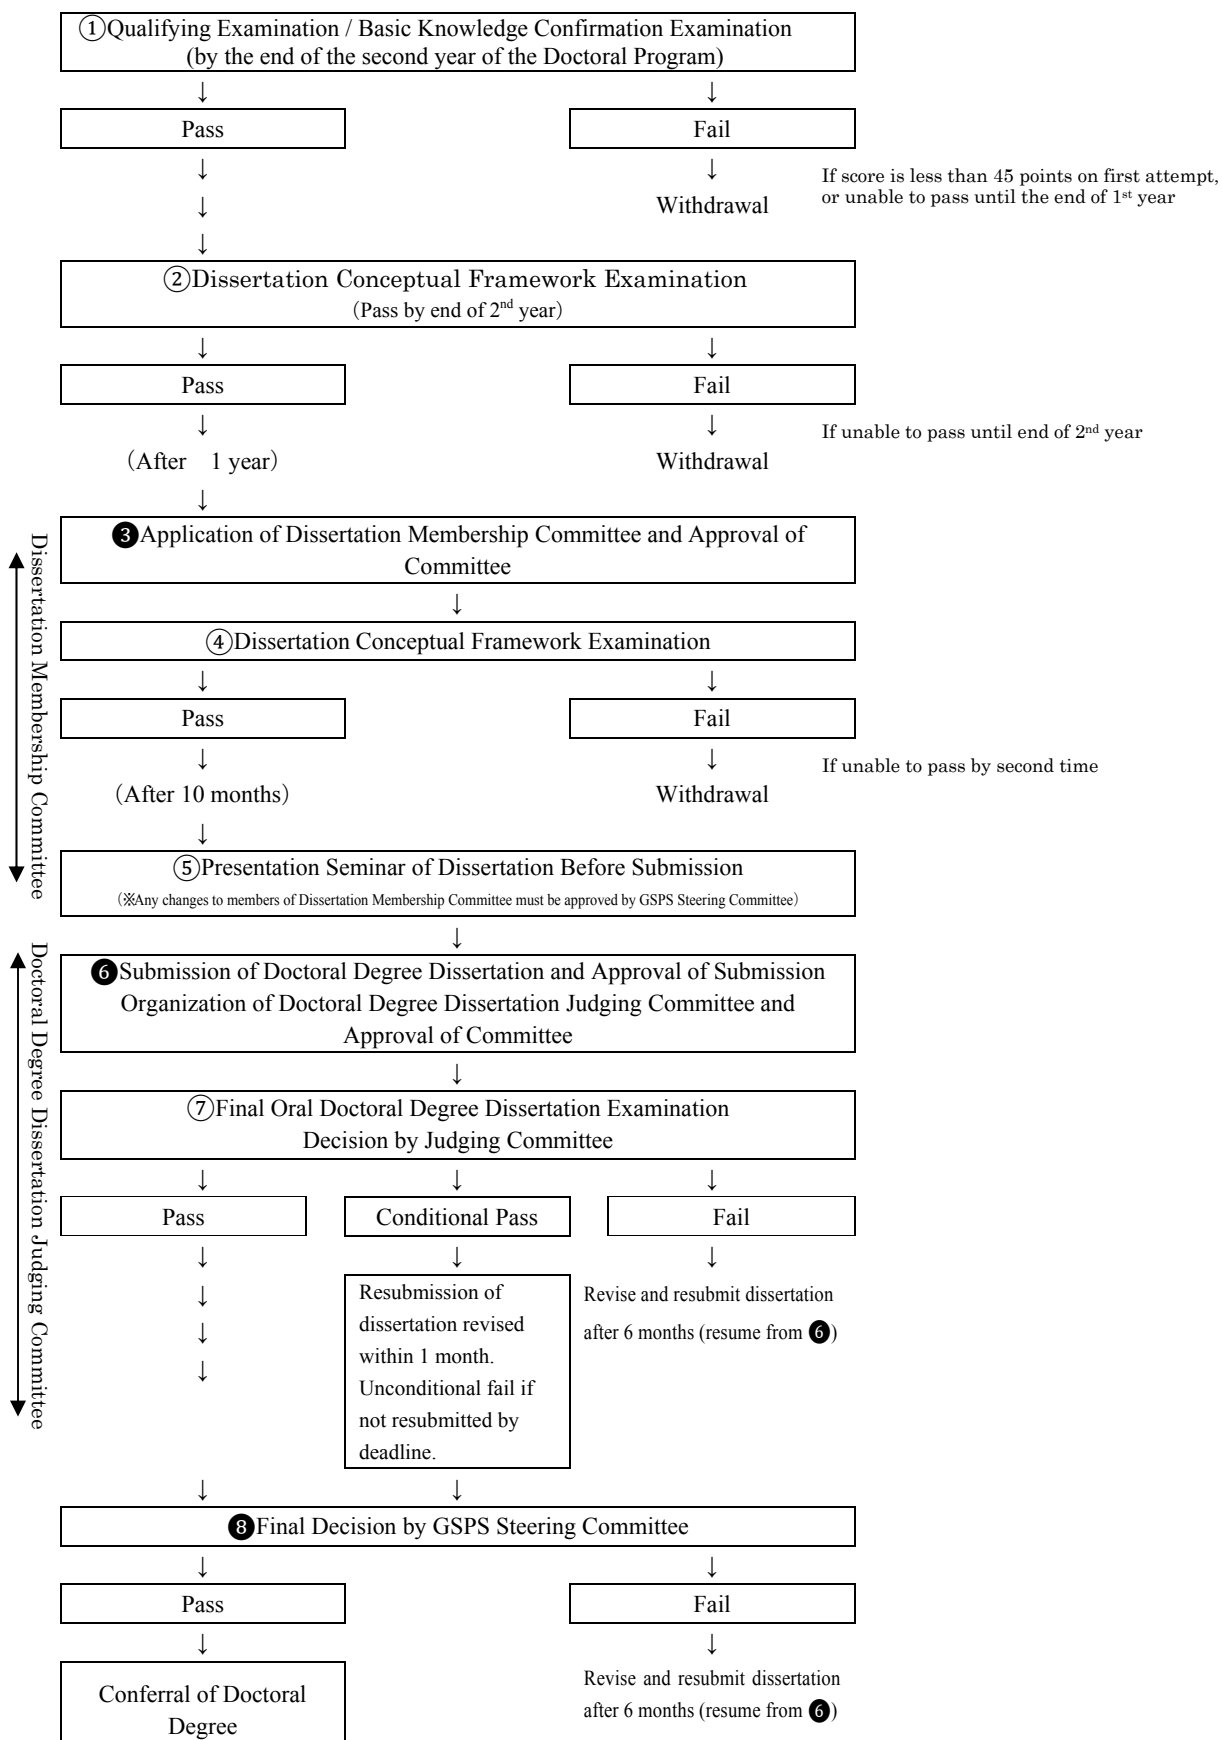 ①Qualifying Examination / Basic Knowledge Confirmation Examination
(by the end of the second year of the Doctoral Program)
↓ ↓
Pass Fail
↓ ↓
If score is less than 45 points on first attempt,
or unable to pass until the end of 1st year
↓ Withdrawal
↓
②Dissertation Conceptual Framework Examination
(Pass by end of 2nd year)
↓ ↓
Pass Fail
↓ ↓ If unable to pass until end of 2nd year
(After 1 year) Withdrawal
↓
Dissertation Membership Committee
❸Application of Dissertation Membership Committee and Approval of
Committee
↓
④Dissertation Conceptual Framework Examination
↓ ↓
Pass Fail
↓ ↓ If unable to pass by second time
(After 10 months) Withdrawal
↓
⑤Presentation Seminar of Dissertation Before Submission
(※Any changes to members of Dissertation Membership Committee must be approved by GSPS Steering Committee)
↓
Doctoral Degree Dissertation Judging Committee
❻Submission of Doctoral Degree Dissertation and Approval of Submission
Organization of Doctoral Degree Dissertation Judging Committee and
Approval of Committee
↓
⑦Final Oral Doctoral Degree Dissertation Examination
Decision by Judging Committee
↓ ↓ ↓
Pass Conditional Pass Fail
↓ ↓ ↓
↓
↓
↓
Resubmission of
dissertation revised
within 1 month.
Unconditional fail if
not resubmitted by
deadline.
Revise and resubmit dissertation
after 6 months (resume from ❻)
↓ ↓
❽Final Decision by GSPS Steering Committee
↓ ↓
Pass Fail
↓ ↓
Conferral of Doctoral
Degree
Revise and resubmit dissertation
after 6 months (resume from ❻)